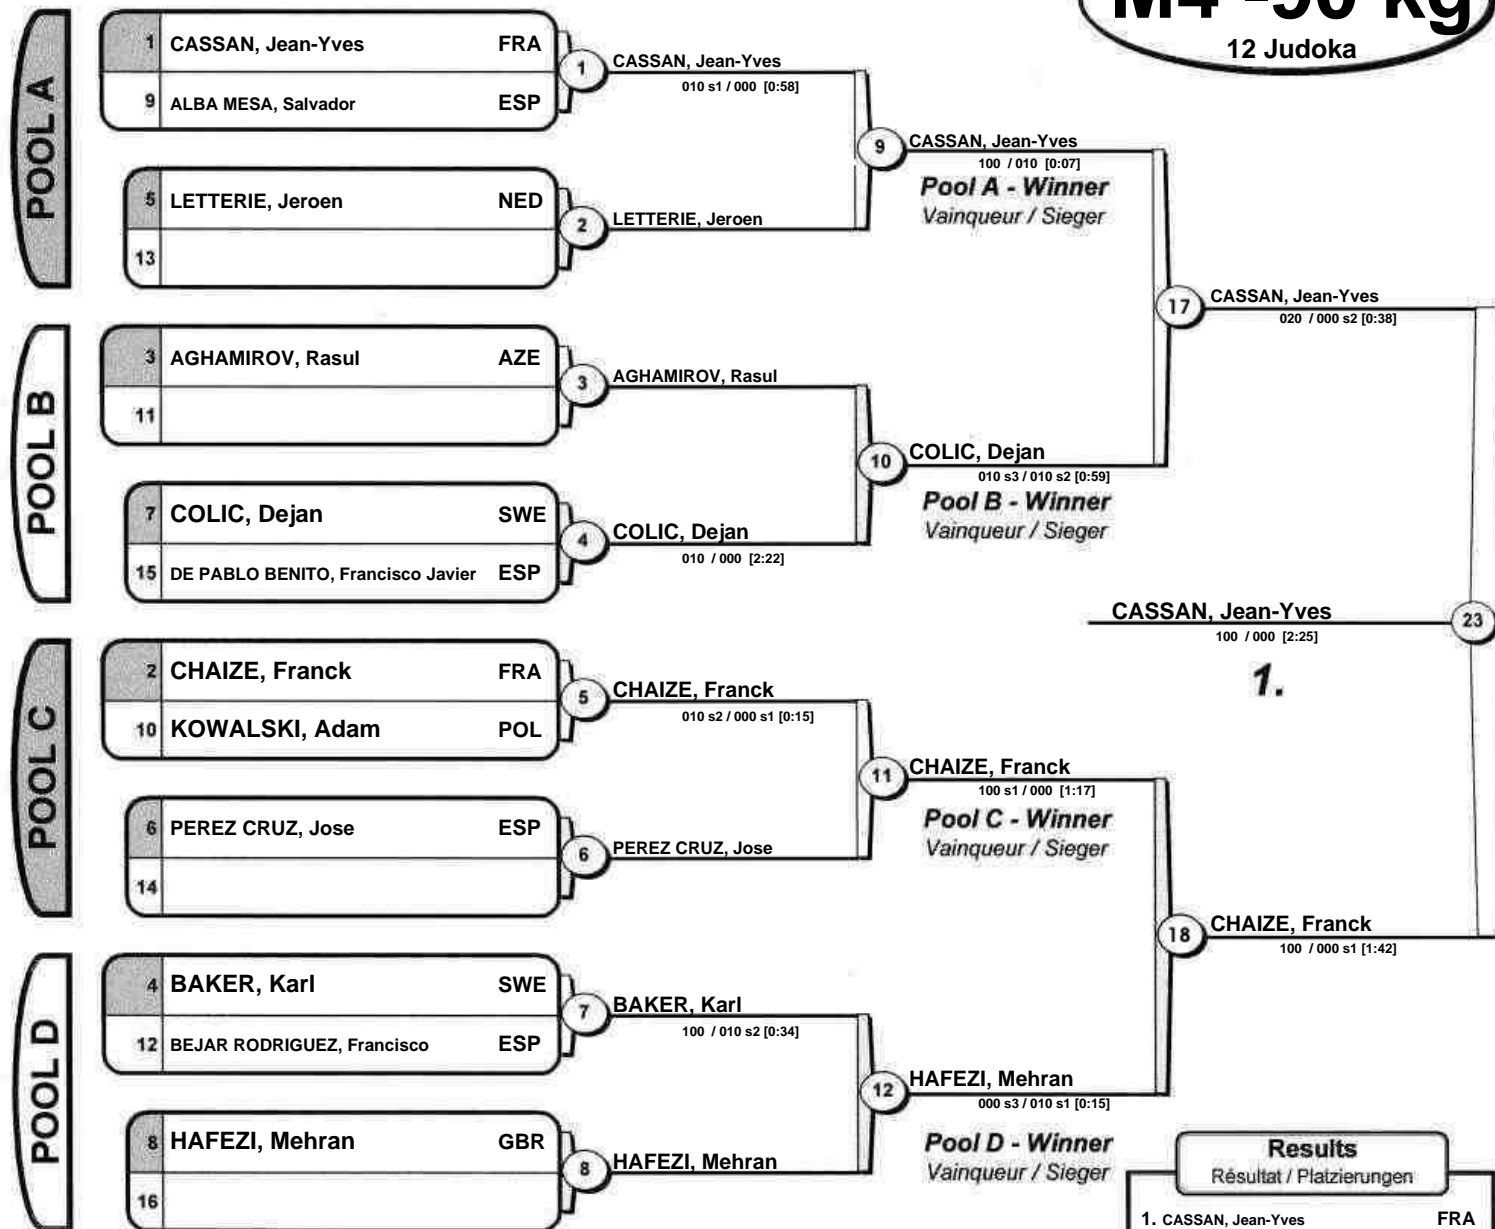 M4 -90 kg
12 Judoka
POOL A
1 CASSAN, Jean-Yves FRA
9 ALBA MESA, Salvador ESP
5 LETTERIE, Jeroen NED
13
1 CASSAN, Jean-Yves
010 s1 / 000 [0:58]
2 LETTERIE, Jeroen
9 CASSAN, Jean-Yves
100 / 010 [0:07]
Pool A - Winner
Vainqueur / Sieger
POOL B
3 AGHAMIROV, Rasul AZE
11
7 COLIC, Dejan SWE
15 DE PABLO BENITO, Francisco Javier ESP
3 AGHAMIROV, Rasul
4 COLIC, Dejan
010 / 000 [2:22]
10 COLIC, Dejan
010 s3 / 010 s2 [0:59]
Pool B - Winner
Vainqueur / Sieger
17 CASSAN, Jean-Yves
020 / 000 s2 [0:38]
CASSAN, Jean-Yves 23
100 / 000 [2:25]
1.
POOL C
2 CHAIZE, Franck FRA
10 KOWALSKI, Adam POL
6 PEREZ CRUZ, Jose ESP
14
5 CHAIZE, Franck
010 s2 / 000 s1 [0:15]
6 PEREZ CRUZ, Jose
11 CHAIZE, Franck
100 s1 / 000 [1:17]
Pool C - Winner
Vainqueur / Sieger
POOL D
4 BAKER, Karl SWE
12 BEJAR RODRIGUEZ, Francisco ESP
8 HAFEZI, Mehran GBR
16
7 BAKER, Karl
100 / 010 s2 [0:34]
8 HAFEZI, Mehran
12 HAFEZI, Mehran
000 s3 / 010 s1 [0:15]
Pool D - Winner
Vainqueur / Sieger
18 CHAIZE, Franck
100 / 000 s1 [1:42]
Results
Résultat / Platzierungen
1. CASSAN, Jean-Yves FRA